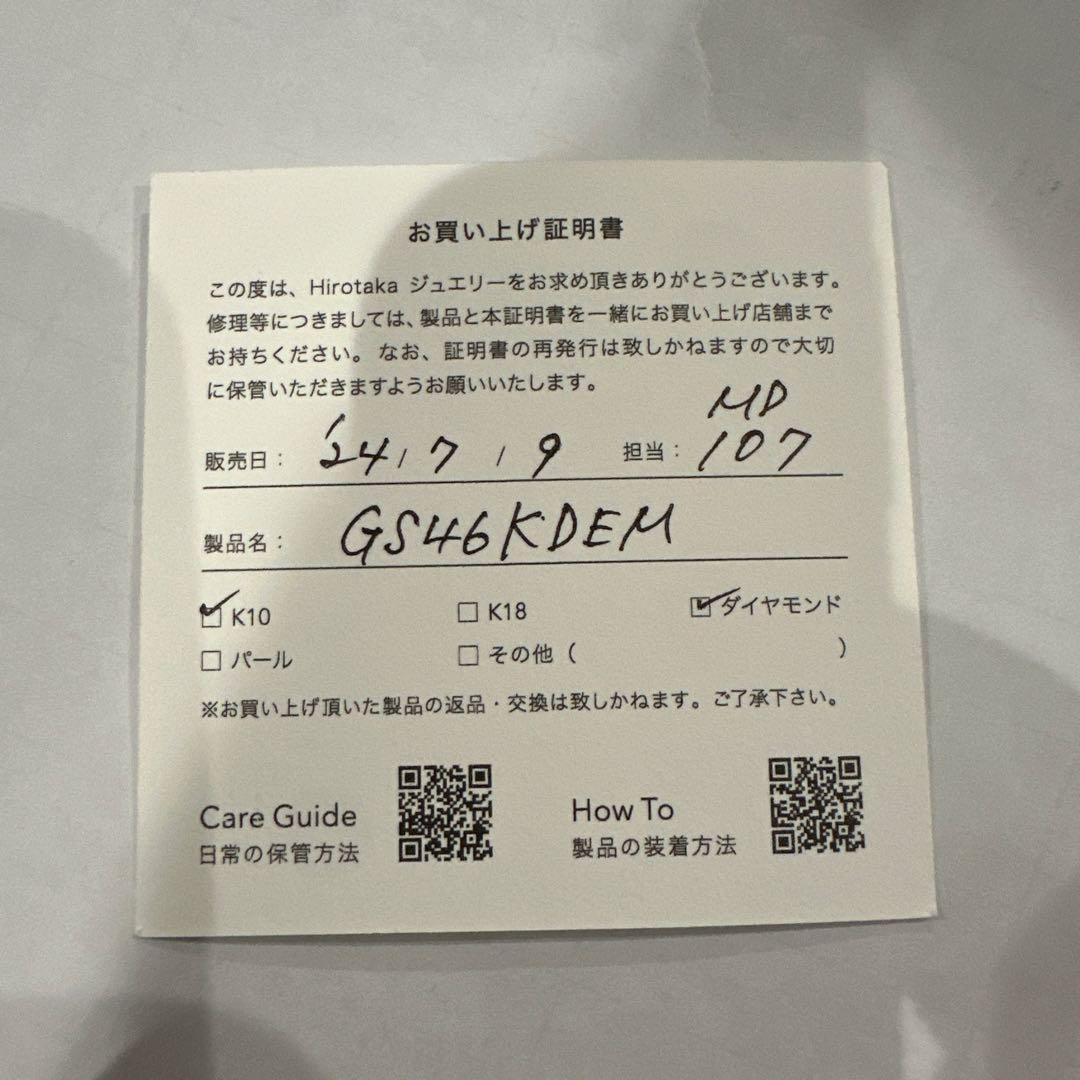 お買い上げ証明書
この度は、Hirotaka ジュエリーをお求め頂きありがとうございます。
修理等につきましては、製品と本証明書を一緒にお買い上げ店舗まで
お持ちください。なお、証明書の再発行は致しかねますので大切
に保管いただきますようお願いいたします。
MD
販売日： '24 / 7 / 9 担当： 107
製品名： GS46KDEM
K10 K18 ダイヤモンド
パール その他（ ）
※お買い上げ頂いた製品の返品・交換は致しかねます。ご了承下さい。
Care Guide
日常の保管方法
How To
製品の装着方法